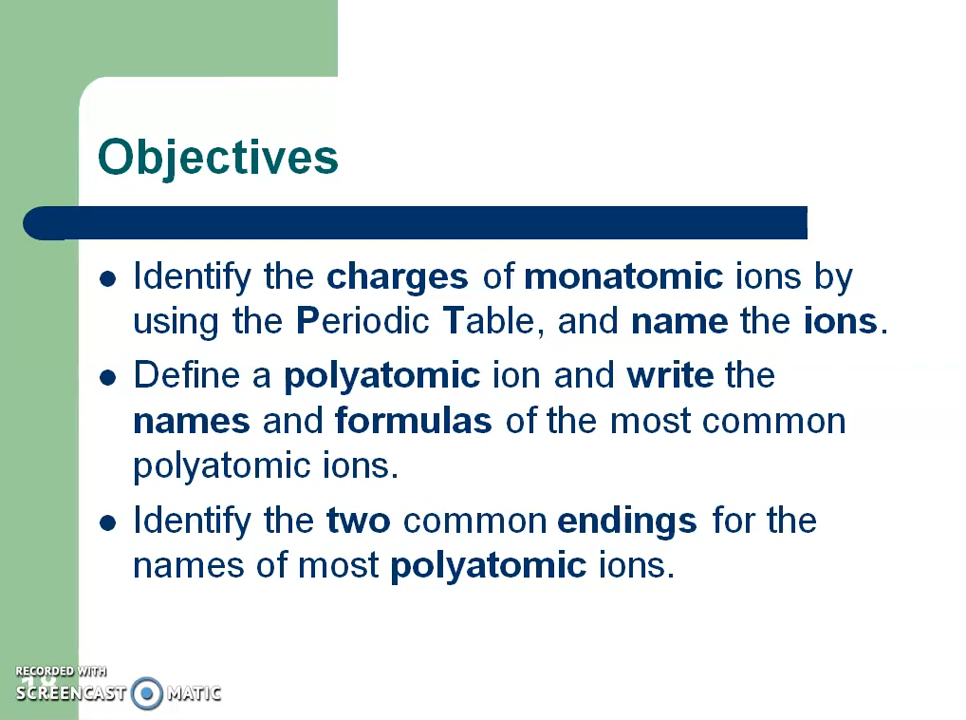 Objectives
Identify the charges of monatomic ions by
using the Periodic Table, and name the ions.
Define a polyatomic ion and write the
names and formulas of the most common
polyatomic ions.
Identify the two common endings for the
names of most polyatomic ions.
RECORDED WITH
SCREENCAST MATIC